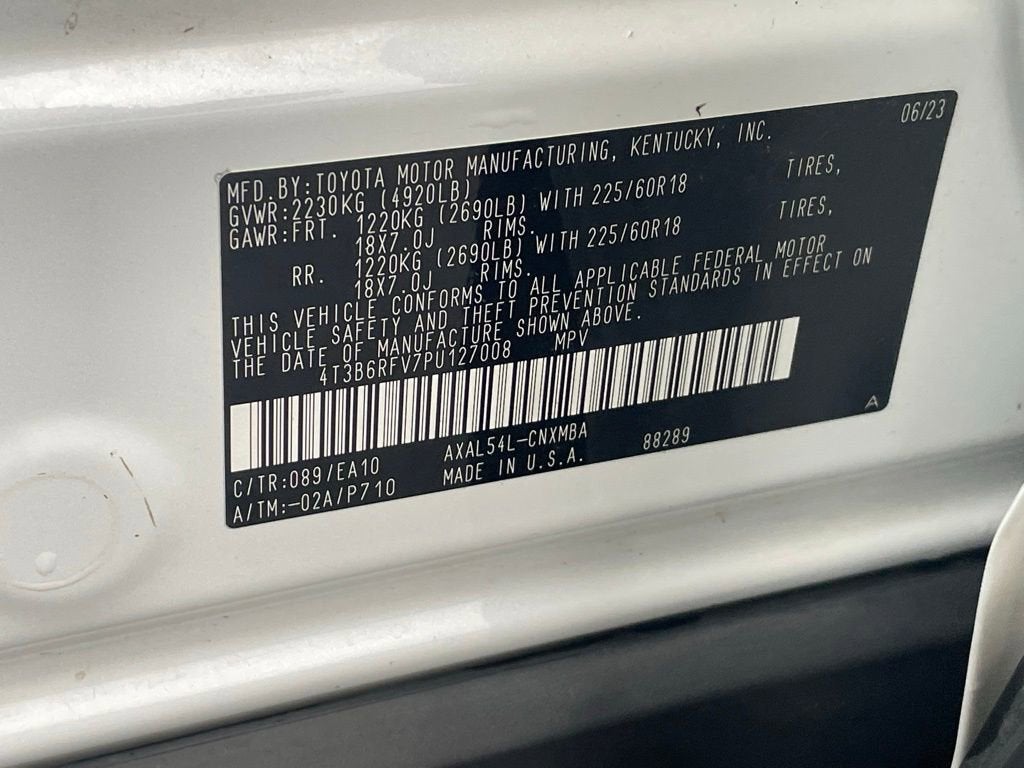 06/23
MFD.BY:TOYOTA MOTOR MANUFACTURING, KENTUCKY, INC.
GVWR:2230KG (4920LB)
GAWR:FRT. 1220KG (2690LB) WITH 225/60R18 TIRES,
18X7.0J RIMS.
RR. 1220KG (2690LB) WITH 225/60R18 TIRES,
18X7.0J RIMS.
THIS VEHICLE CONFORMS TO ALL APPLICABLE FEDERAL MOTOR
VEHICLE SAFETY AND THEFT PREVENTION STANDARDS IN EFFECT ON
THE DATE OF MANUFACTURE SHOWN ABOVE.
4T3B6RFV7PU127008 MPV
C/TR:089/EA10 AXAL54L-CNXMBA 88289
A/TM:-02A/P710 MADE IN U.S.A.
A